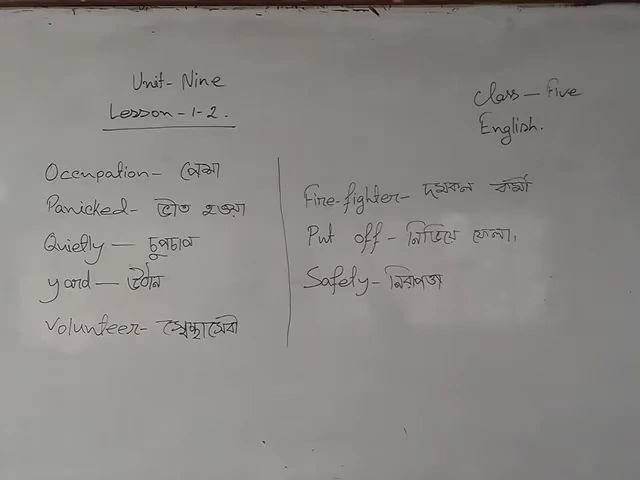 Unit- Nine
Lesson-1-2.
Class-Five
English.
Occupation- পেশা
Panicked- ভীত হওয়া
Quietly - চুপচাপ
yard - উঠান
Volunteer- স্বেচ্ছাসেবী
Fire-fighter- দমকল কর্মী
Put off - নিভিয়ে ফেলা।
Safety - নিরাপত্তা